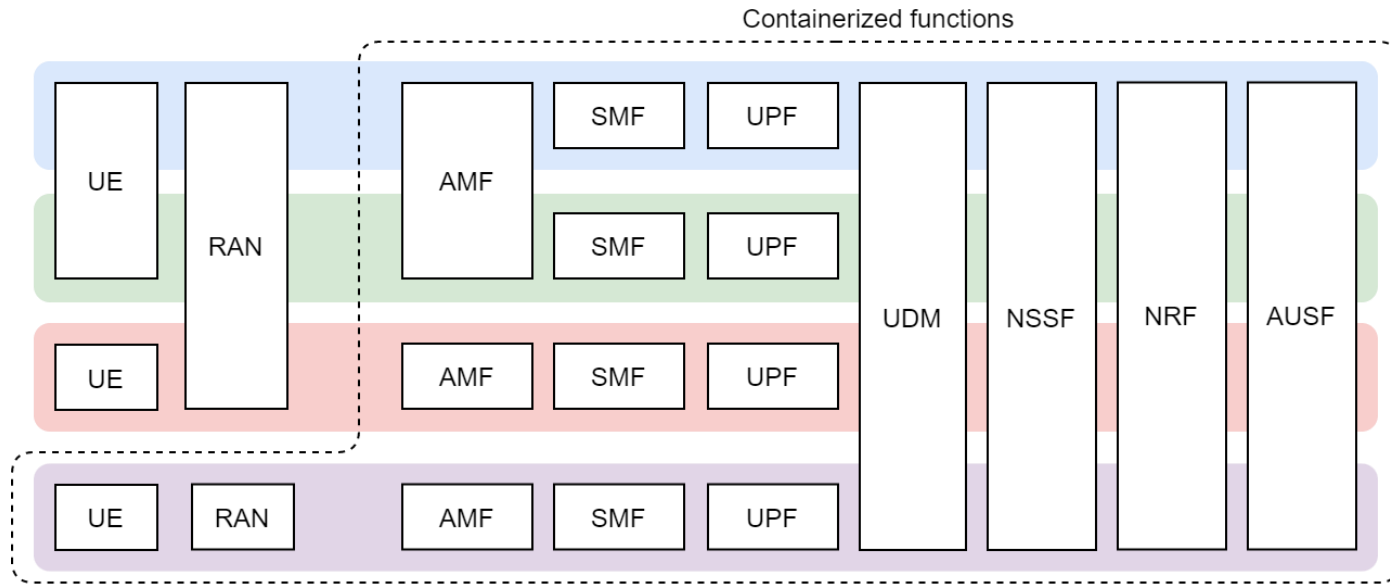 Containerized functions
UE
RAN
AMF
SMF
UPF
SMF
UPF
UDM
NSSF
NRF
AUSF
UE
AMF
SMF
UPF
UE
RAN
AMF
SMF
UPF